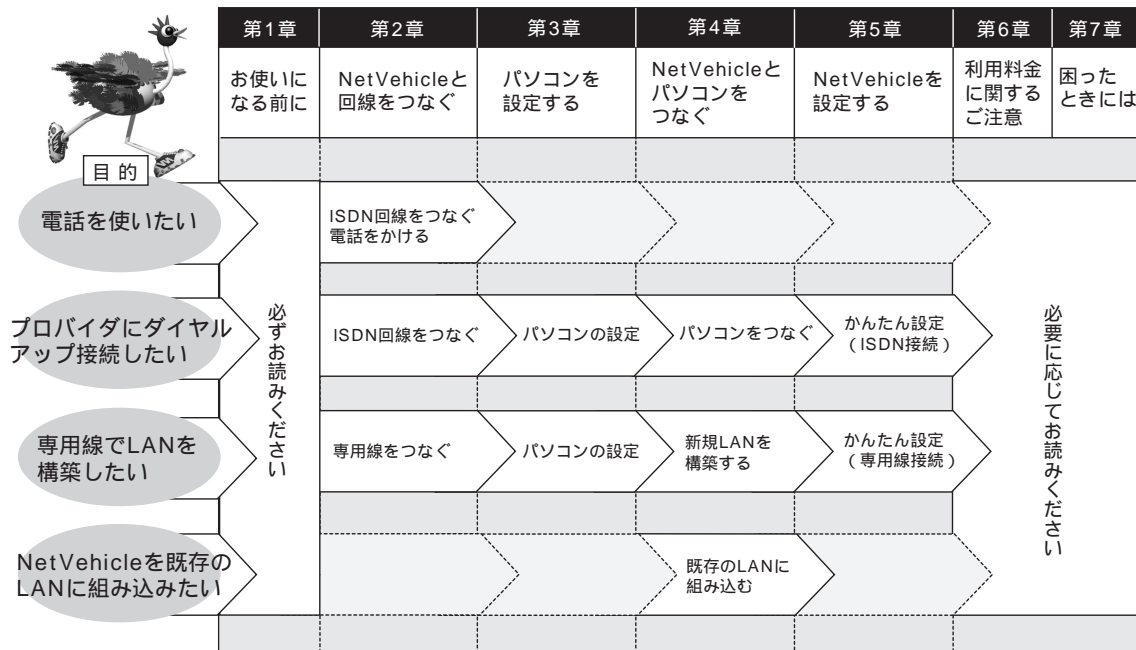 第1章
第2章
第3章
第4章
第5章
第6章
第7章
お使いに
なる前に
NetVehicleと
回線をつなぐ
パソコンを
設定する
NetVehicleと
パソコンを
つなぐ
NetVehicleを
設定する
利用料金
に関する
ご注意
困った
ときには
目的
電話を使いたい
ISDN回線をつなぐ
電話をかける
プロバイダにダイヤル
アップ接続したい
ISDN回線をつなぐ
パソコンの設定
パソコンをつなぐ
かんたん設定
（ISDN接続）
専用線でLANを
構築したい
専用線をつなぐ
パソコンの設定
新規LANを
構築する
かんたん設定
（専用線接続）
NetVehicleを既存の
LANに組み込みたい
既存のLANに
組み込む
必ずお読みください
必要に応じてお読みください